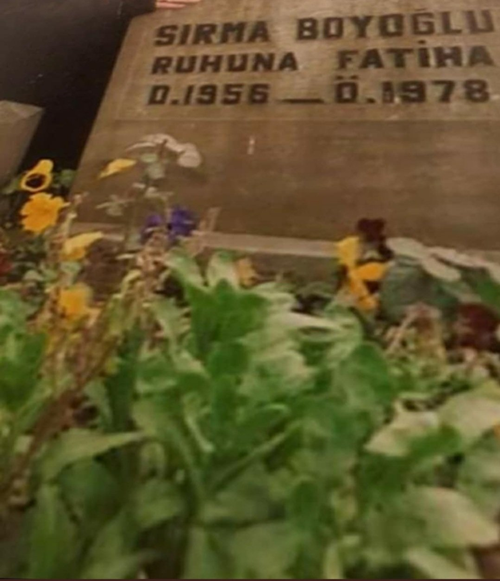 SIRMA BOYOĞLU
RUHUNA FATİHA
D.1956 — Ö.1978